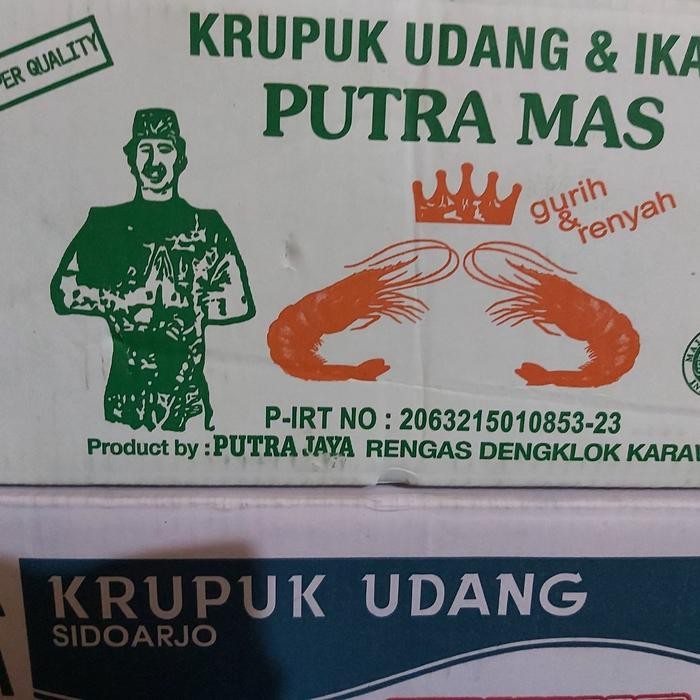 KRUPUK UDANG & IKA
PER QUALITY
PUTRA MAS
gurih
&
renyah
P-IRT NO : 2063215010853-23
Product by : PUTRA JAYA RENGAS DENGKLOK KARAW
KRUPUK UDANG
SIDOARJO